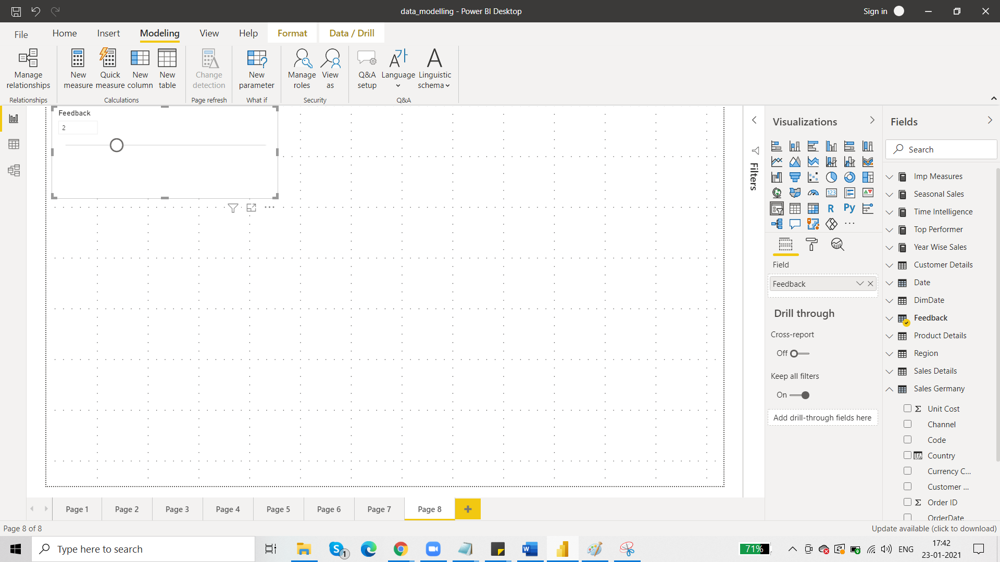 data_modelling - Power BI Desktop
Sign in
File
Home
Insert
Modeling
View
Help
Format
Data / Drill
Manage
relationships
New
measure
Quick
measure
New
column
New
table
Change
detection
New
parameter
Manage
roles
View
as
Q&A
setup
Language
Linguistic
schema
Relationships
Calculations
Page refresh
What if
Security
Q&A
Feedback
2
Filters
Visualizations
123
R
Py
Field
Feedback
Drill through
Cross-report
Off
Keep all filters
On
Add drill-through fields here
Fields
Search
Imp Measures
Seasonal Sales
Time Intelligence
Top Performer
Year Wise Sales
Customer Details
Date
DimDate
Feedback
Product Details
Region
Sales Details
Sales Germany
Σ Unit Cost
Channel
Code
Country
Currency C...
Customer ...
Σ Order ID
OrderDate
Page 1
Page 2
Page 3
Page 4
Page 5
Page 6
Page 7
Page 8
Page 8 of 8
Update available (click to download)
Type here to search
S
1
W
71%
ENG
17:42
23-01-2021